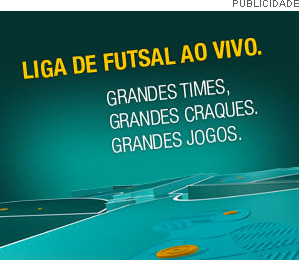 PUBLICIDADE
LIGA DE FUTSAL AO VIVO.
GRANDES TIMES,
GRANDES CRAQUES.
GRANDES JOGOS.